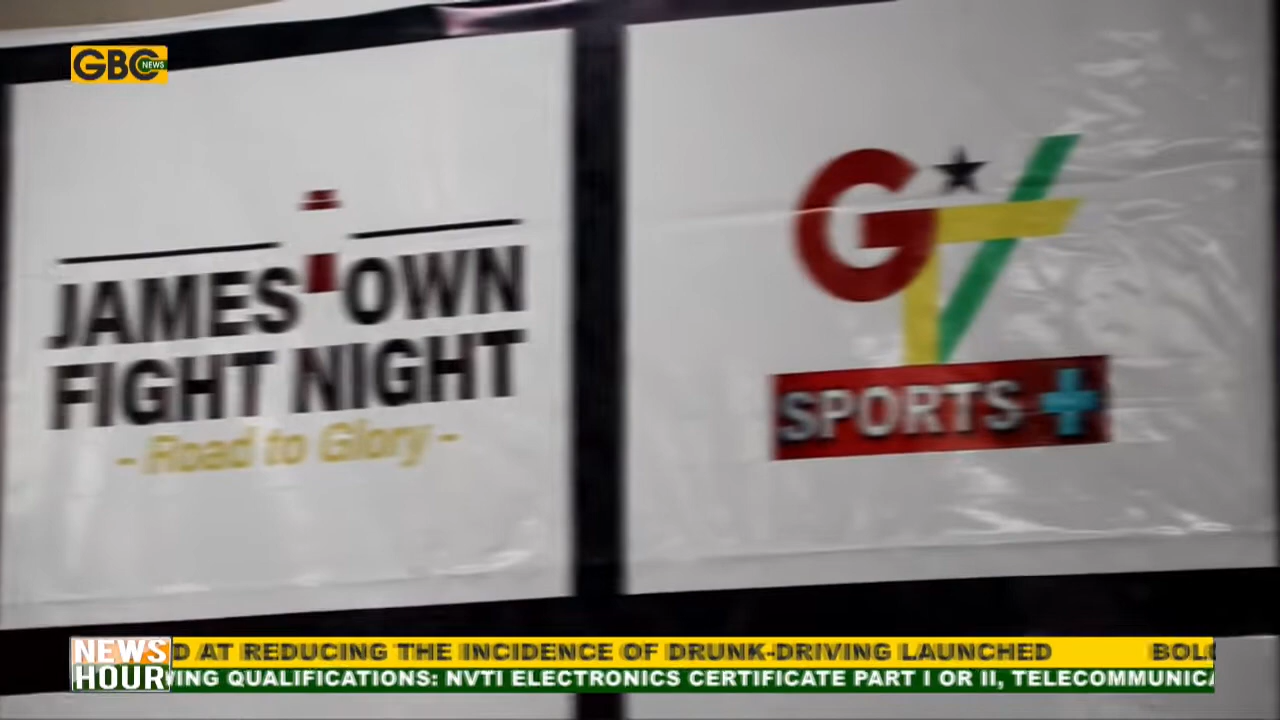 GBC
NEWS
JAMESTOWN
FIGHT NIGHT
- Road to Glory -
GTV
SPORTS +
NEWS
HOUR
D AT REDUCING THE INCIDENCE OF DRUNK-DRIVING LAUNCHED
QUALIFICATIONS: NVTI ELECTRONICS CERTIFICATE PART I OR II,